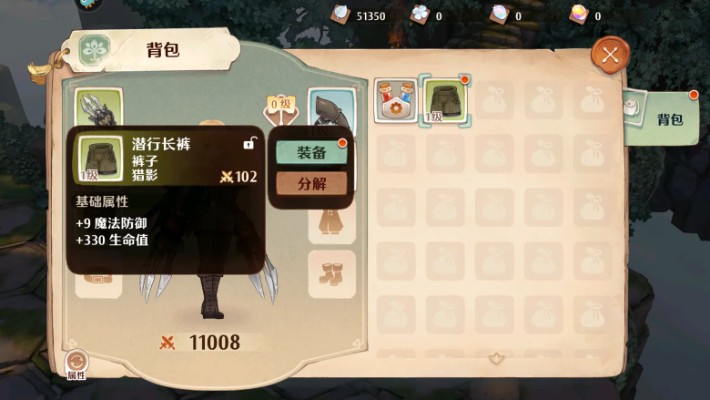 51350
0
0
0
背包
0级
1级
背包
潜行长裤
裤子
猎影
1级
102
装备
分解
基础属性
+9 魔法防御
+330 生命值
11008
属性